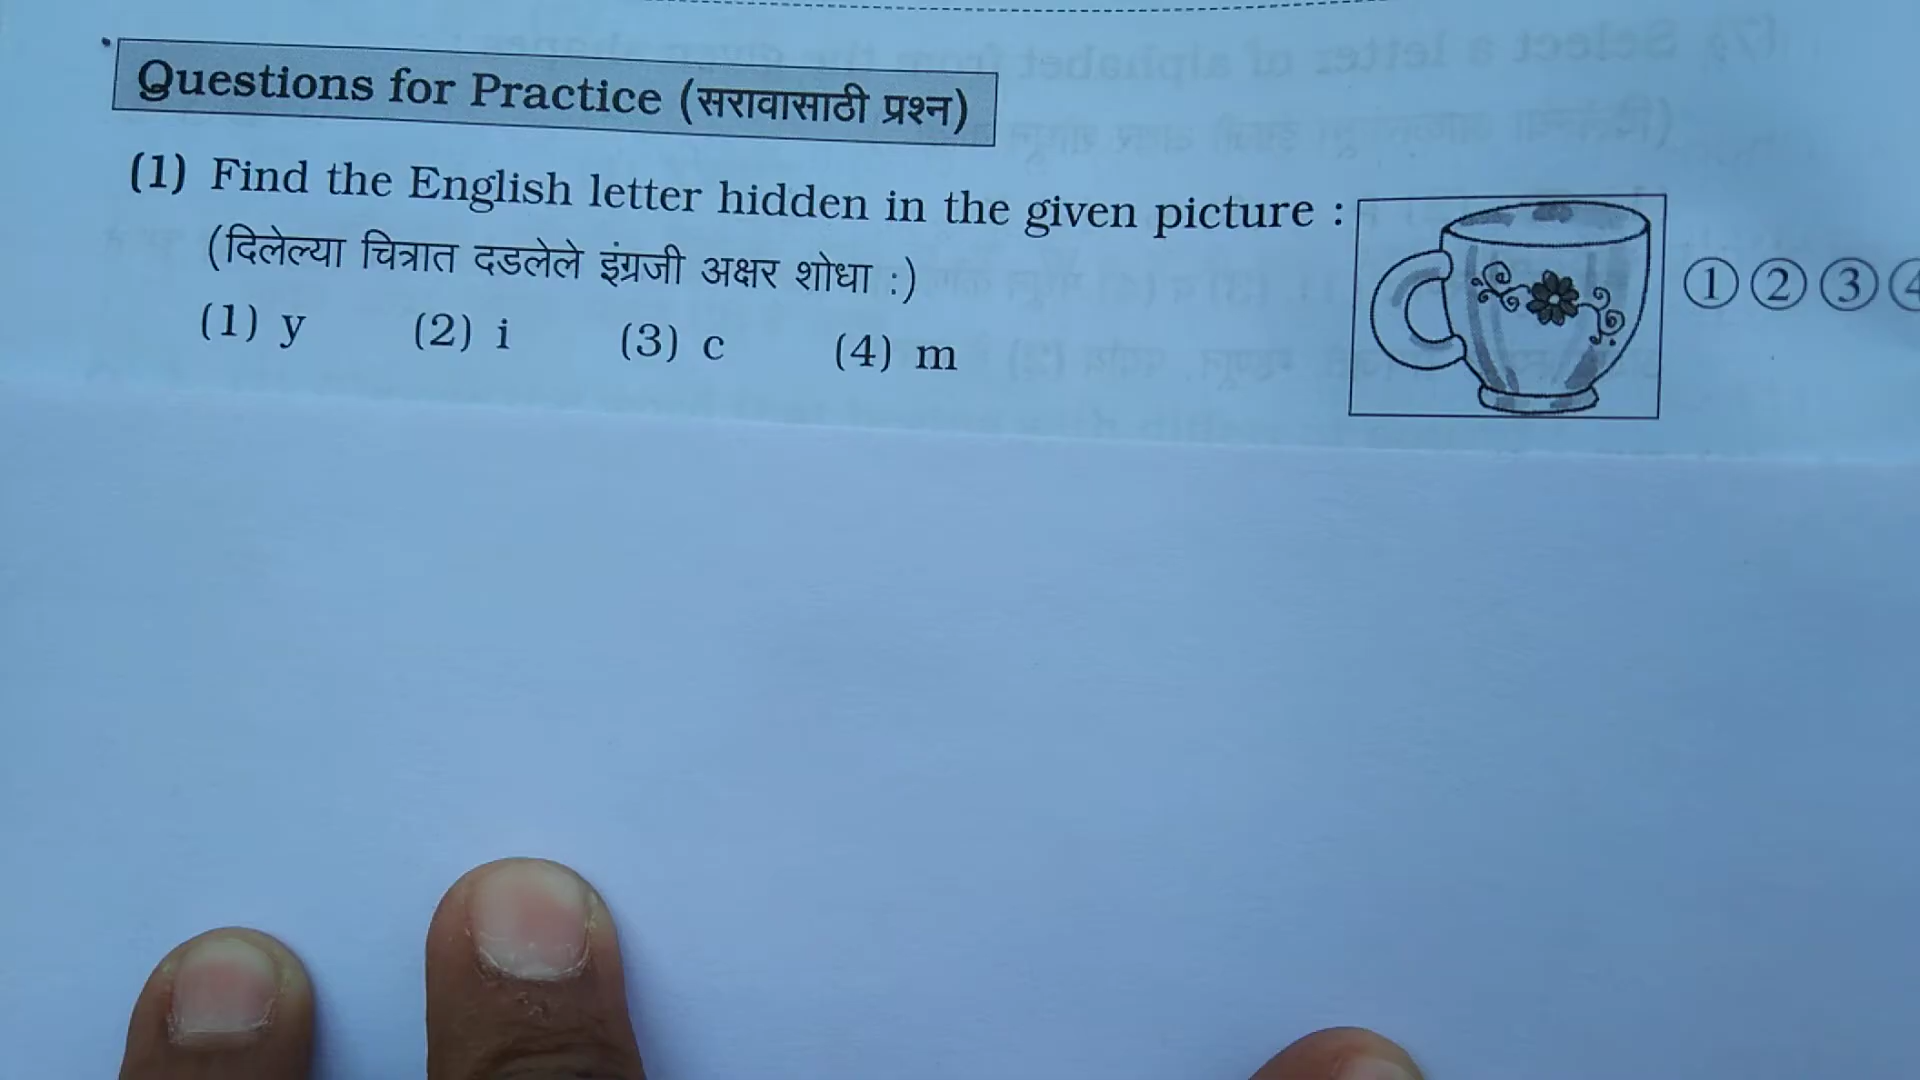 Questions for Practice (सरावासाठी प्रश्न)
(1) Find the English letter hidden in the given picture : ① ② ③ ④
(दिलेल्या चित्रात दडलेले इंग्रजी अक्षर शोधा :)
(1) y (2) i (3) c (4) m